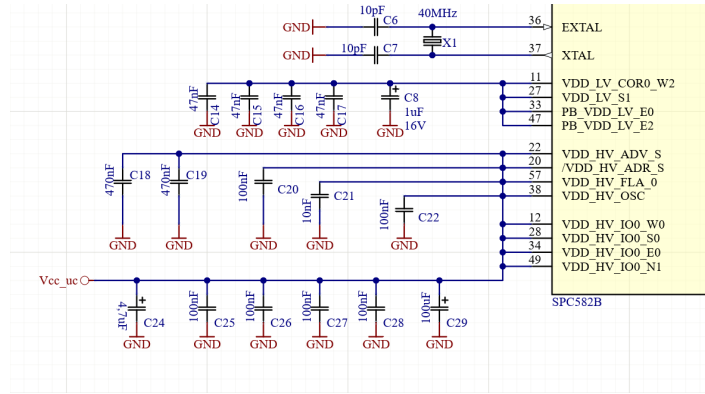 10pF C6 40MHz 36 EXTAL
GND
10pF C7 X1 37 XTAL
GND
47nF C14 47nF C15 47nF C16 47nF C17 + C8 11 VDD_LV_COR0_W2
27 VDD_LV_S1
1uF 33 PB_VDD_LV_E0
16V 47 PB_VDD_LV_E2
GND GND GND GND GND
22 VDD_HV_ADV_S
20 /VDD_HV_ADR_S
470nF C18 470nF C19 100nF C20 57 VDD_HV_FLA_0
10nF C21 38 VDD_HV_OSC
100nF C22
12 VDD_HV_IO0_W0
28 VDD_HV_IO0_S0
GND GND GND GND GND
34 VDD_HV_IO0_E0
49 VDD_HV_IO0_N1
Vcc_uc
SPC582B
4.7uF + C24 100nF C25 100nF C26 100nF C27 100nF C28 100uF + C29
GND GND GND GND GND GND